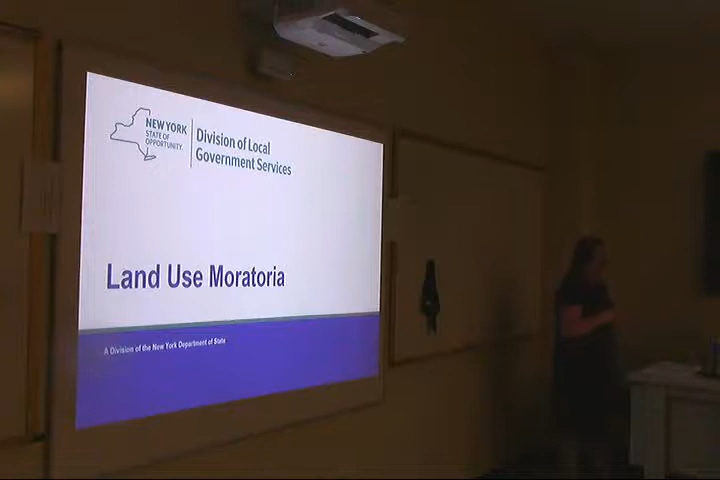 NEW YORK
STATE OF
OPPORTUNITY.
Division of Local
Government Services
Land Use Moratoria
A Division of the New York Department of State